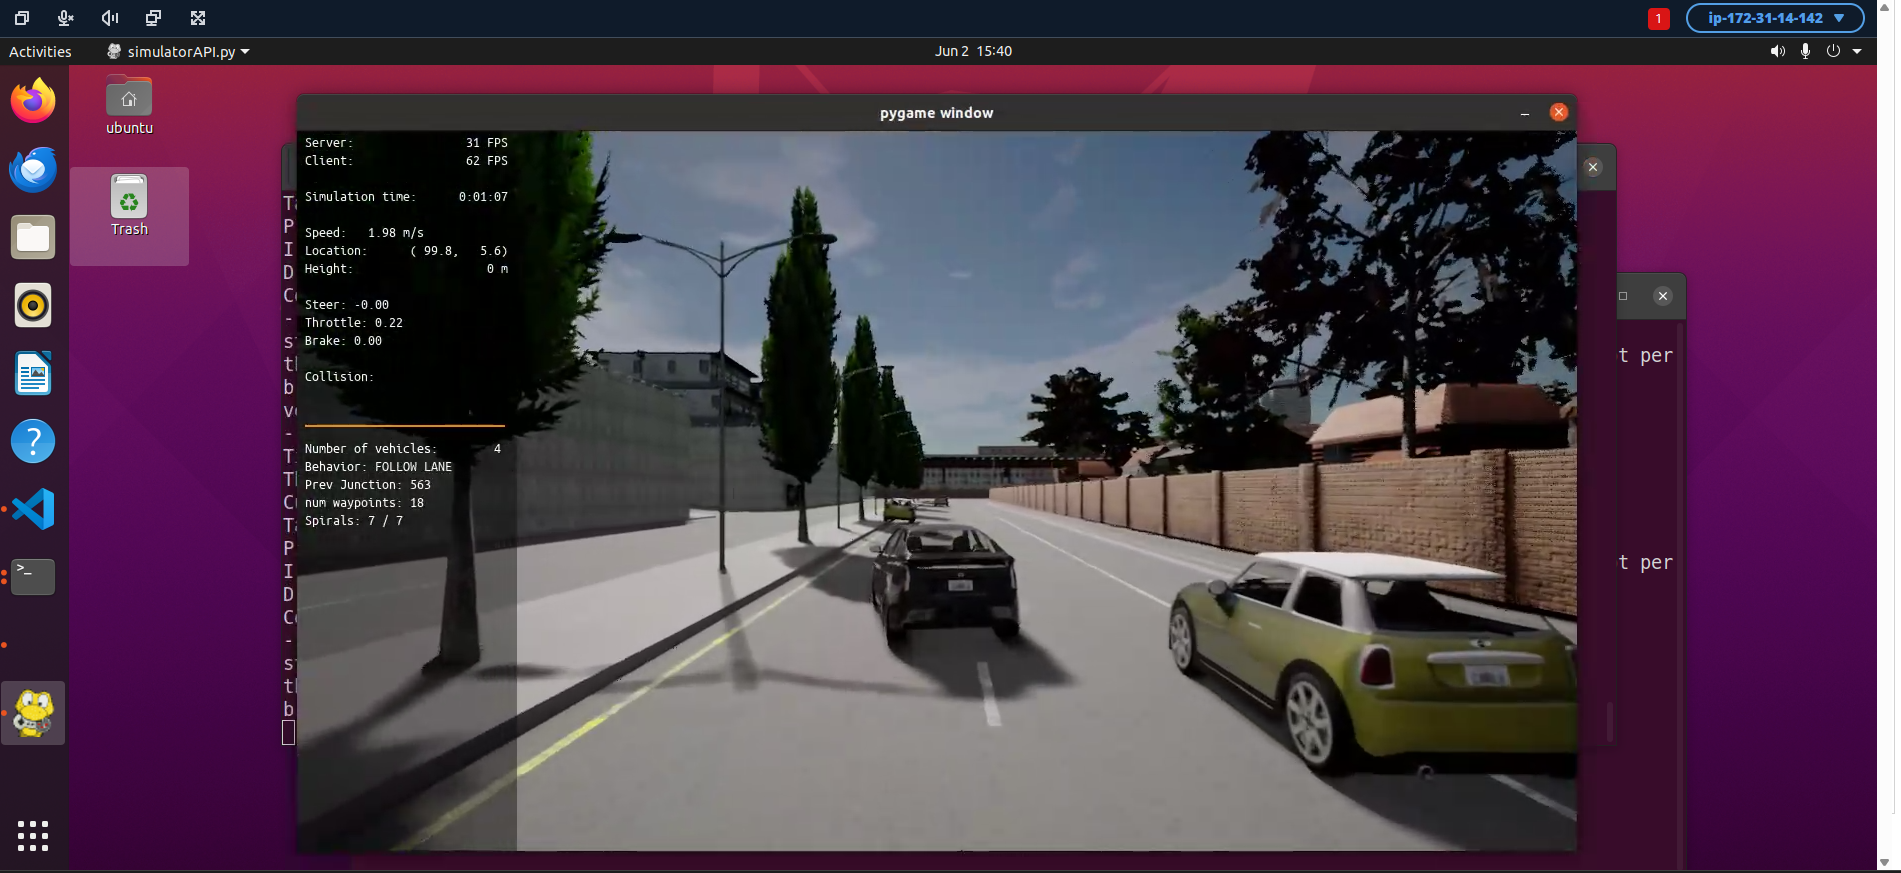 1
ip-172-31-14-142
Activities
simulatorAPI.py
Jun 2 15:40
ubuntu
Trash
pygame window
Server: 31 FPS
Client: 62 FPS
Simulation time: 0:01:07
Speed: 1.98 m/s
Location: ( 99.8, 5.6)
Height: 0 m
Steer: -0.00
Throttle: 0.22
Brake: 0.00
Collision:
Number of vehicles: 4
Behavior: FOLLOW LANE
Prev Junction: 563
num waypoints: 18
Spirals: 7 / 7
t per
t per